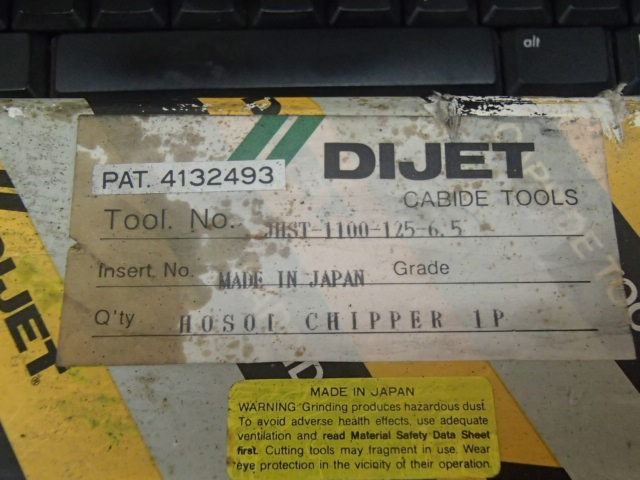 alt
DIJET
PAT. 4132493
CABIDE TOOLS
Tool. No. JHST-1100-125-6.5
Insert. No. MADE IN JAPAN Grade
Q'ty HOSOI CHIPPER 1P
DIJET
MADE IN JAPAN
WARNING: Grinding produces hazardous dust.
To avoid adverse health effects, use adequate
ventilation and read Material Safety Data Sheet
first. Cutting tools may fragment in use. Wear
eye protection in the vicinity of their operation.